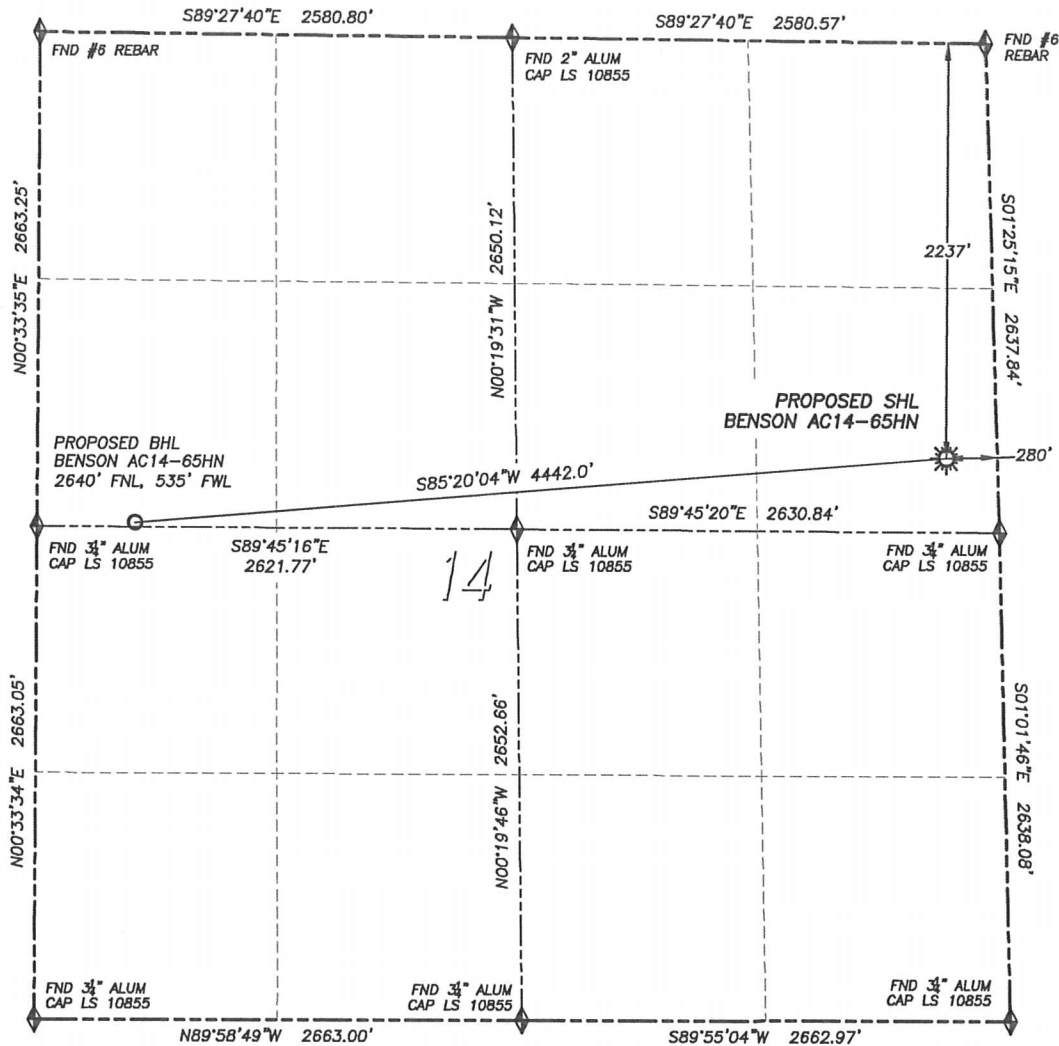 S89°27'40"E 2580.80'
S89°27'40"E 2580.57'
FND #6 REBAR
FND 2" ALUM
CAP LS 10855
FND #6
REBAR
N00°33'35"E 2663.25'
N00°19'31"W 2650.12'
S01°25'15"E 2637.84'
2237'
PROPOSED SHL
BENSON AC14-65HN
280'
PROPOSED BHL
BENSON AC14-65HN
2640' FNL, 535' FWL
S85°20'04"W 4442.0'
S89°45'20"E 2630.84'
FND 3¼" ALUM
CAP LS 10855
S89°45'16"E
2621.77'
14
FND 3¼" ALUM
CAP LS 10855
FND 3¼" ALUM
CAP LS 10855
N00°33'34"E 2663.05'
N00°19'46"W 2652.66'
S01°01'46"E 2638.08'
FND 3¼" ALUM
CAP LS 10855
FND 3¼" ALUM
CAP LS 10855
FND 3¼" ALUM
CAP LS 10855
N89°58'49"W 2663.00'
S89°55'04"W 2662.97'